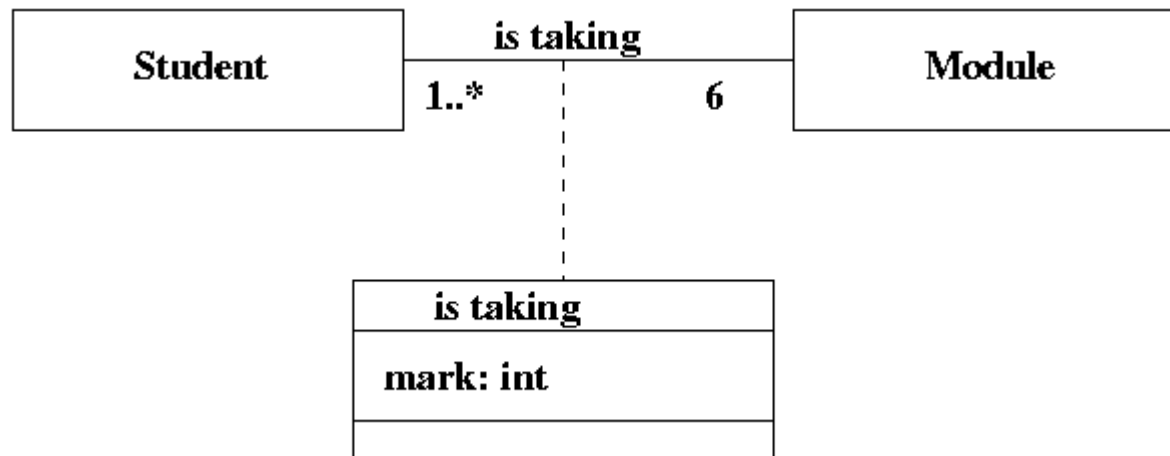 is taking
Student
Module
1..*
6
is taking
mark: int